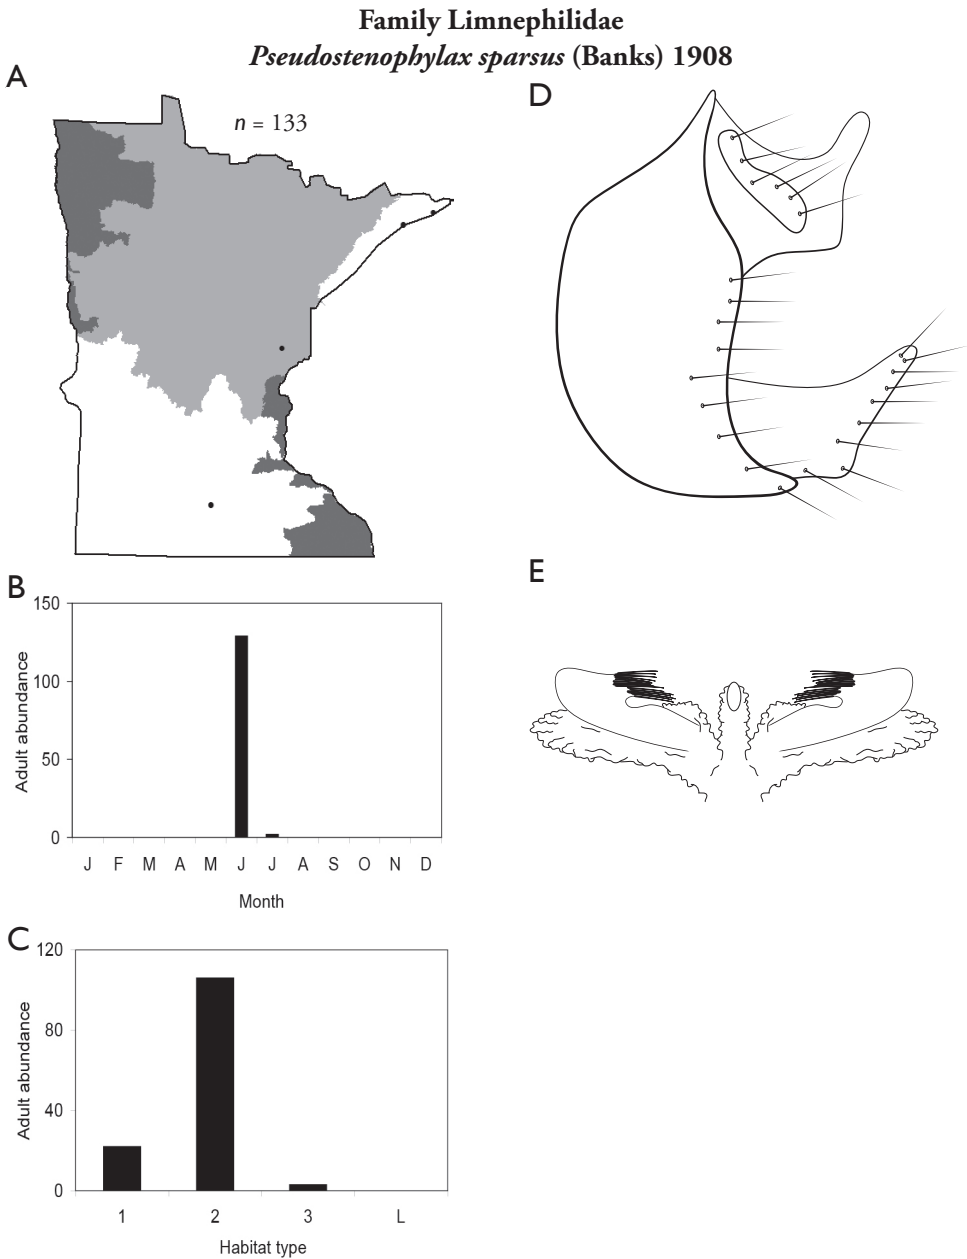 Family Limnephilidae
Pseudostenophylax sparsus (Banks) 1908
A
n = 133
B
150
100
50
0
Adult abundance
J F M A M J J A S O N D
Month
C
120
80
40
0
Adult abundance
1 2 3 L
Habitat type
D
E